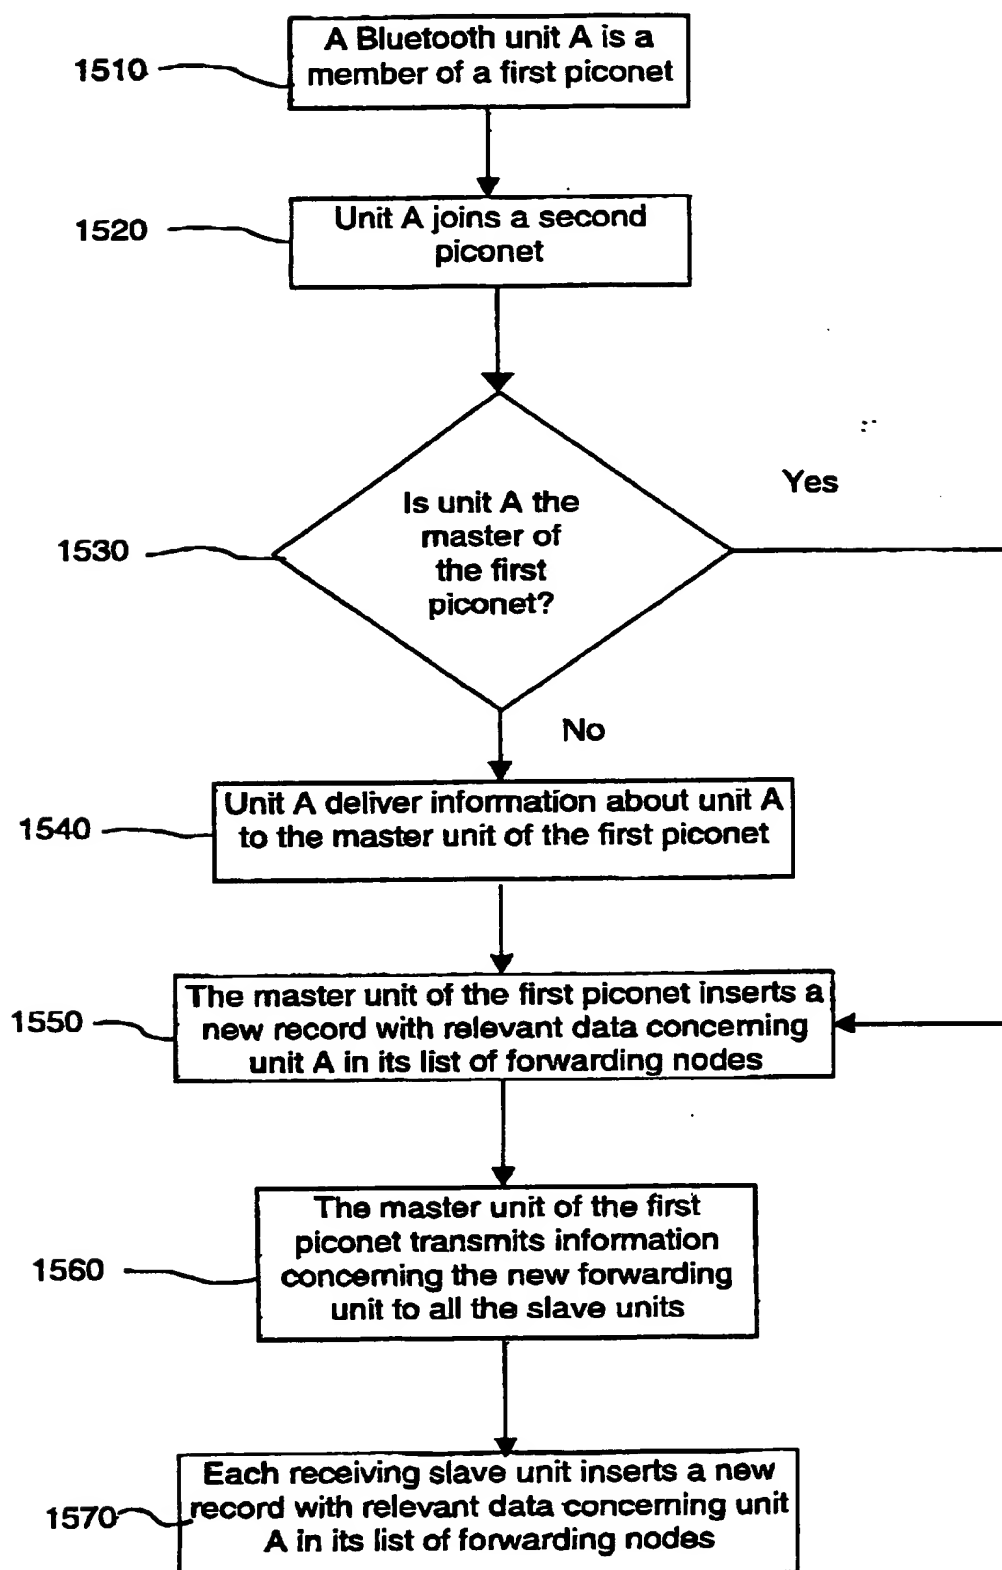 A Bluetooth unit A is a
member of a first piconet
1510
Unit A joins a second
piconet
1520
Yes
Is unit A the
master of
the first
piconet?
1530
No
Unit A deliver information about unit A
to the master unit of the first piconet
1540
The master unit of the first piconet inserts a
new record with relevant data concerning
unit A in its list of forwarding nodes
1550
The master unit of the first
piconet transmits information
concerning the new forwarding
unit to all the slave units
1560
Each receiving slave unit inserts a new
record with relevant data concerning unit
A in its list of forwarding nodes
1570